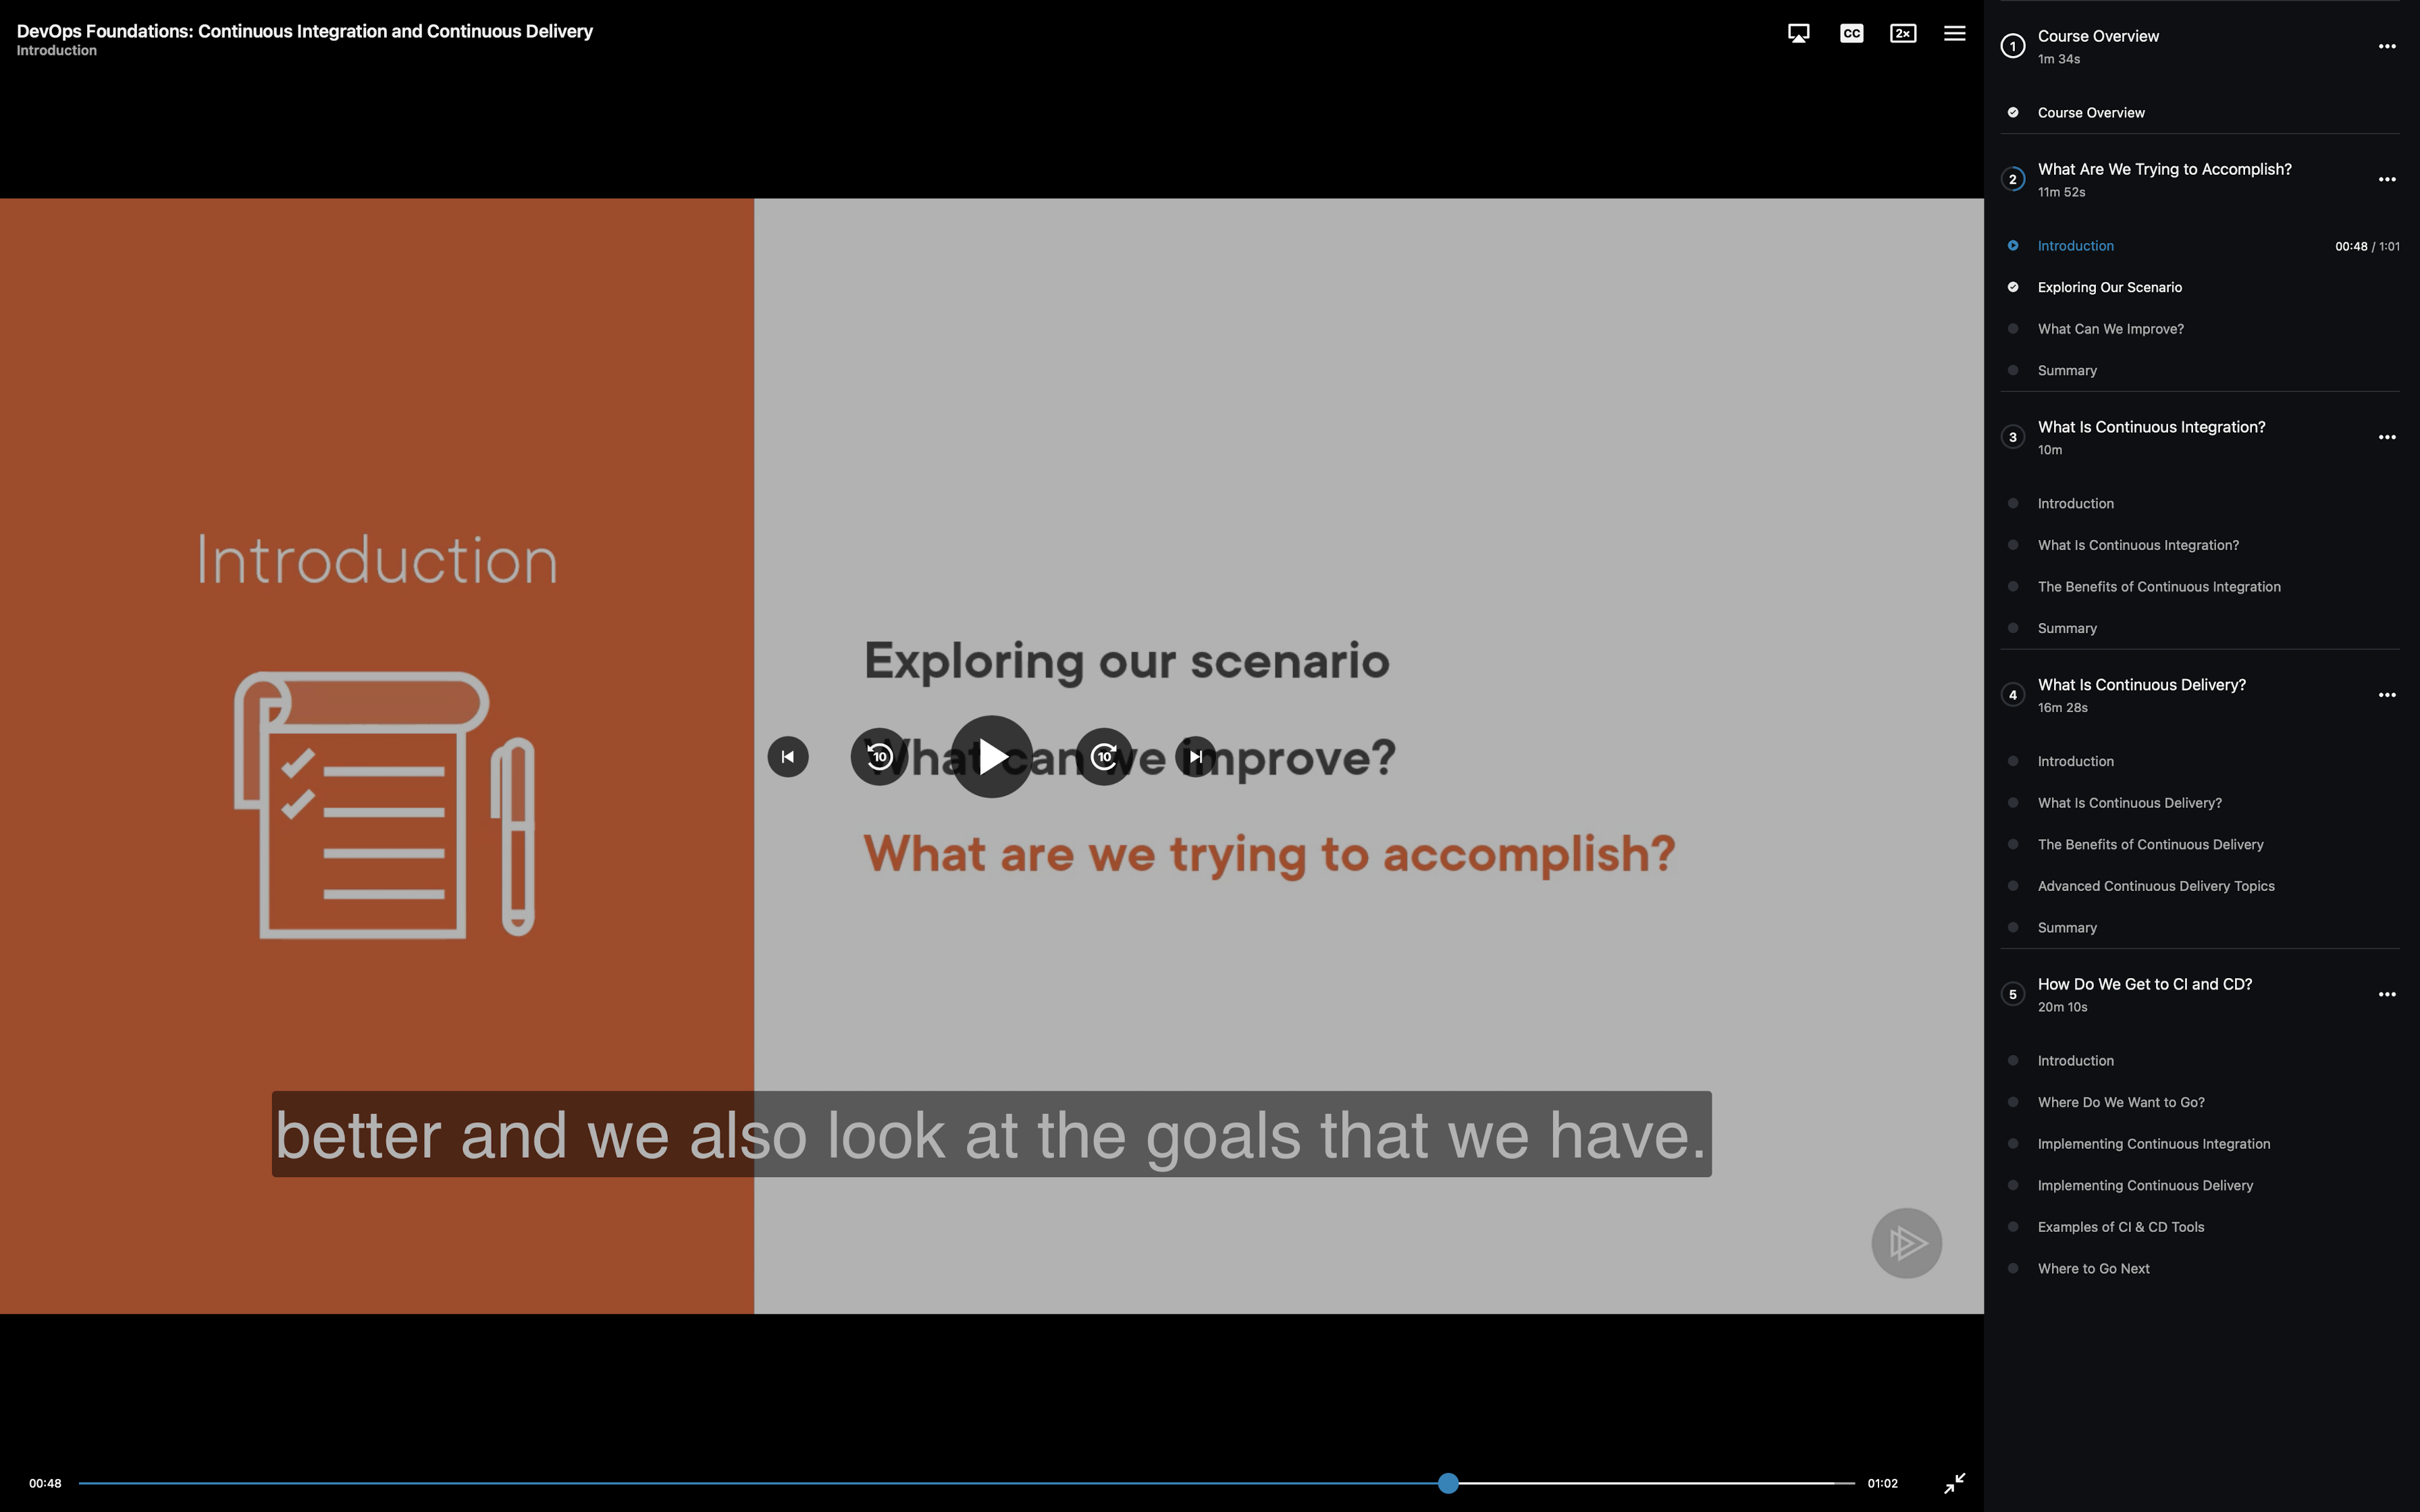 DevOps Foundations: Continuous Integration and Continuous Delivery
Introduction
CC
2×
Introduction
Exploring our scenario
What can we improve?
What are we trying to accomplish?
10
10
better and we also look at the goals that we have.
00:48
01:02
1
Course Overview
1m 34s
Course Overview
2
What Are We Trying to Accomplish?
11m 52s
Introduction
00:48 / 1:01
Exploring Our Scenario
What Can We Improve?
Summary
3
What Is Continuous Integration?
10m
Introduction
What Is Continuous Integration?
The Benefits of Continuous Integration
Summary
4
What Is Continuous Delivery?
16m 28s
Introduction
What Is Continuous Delivery?
The Benefits of Continuous Delivery
Advanced Continuous Delivery Topics
Summary
5
How Do We Get to CI and CD?
20m 10s
Introduction
Where Do We Want to Go?
Implementing Continuous Integration
Implementing Continuous Delivery
Examples of CI & CD Tools
Where to Go Next